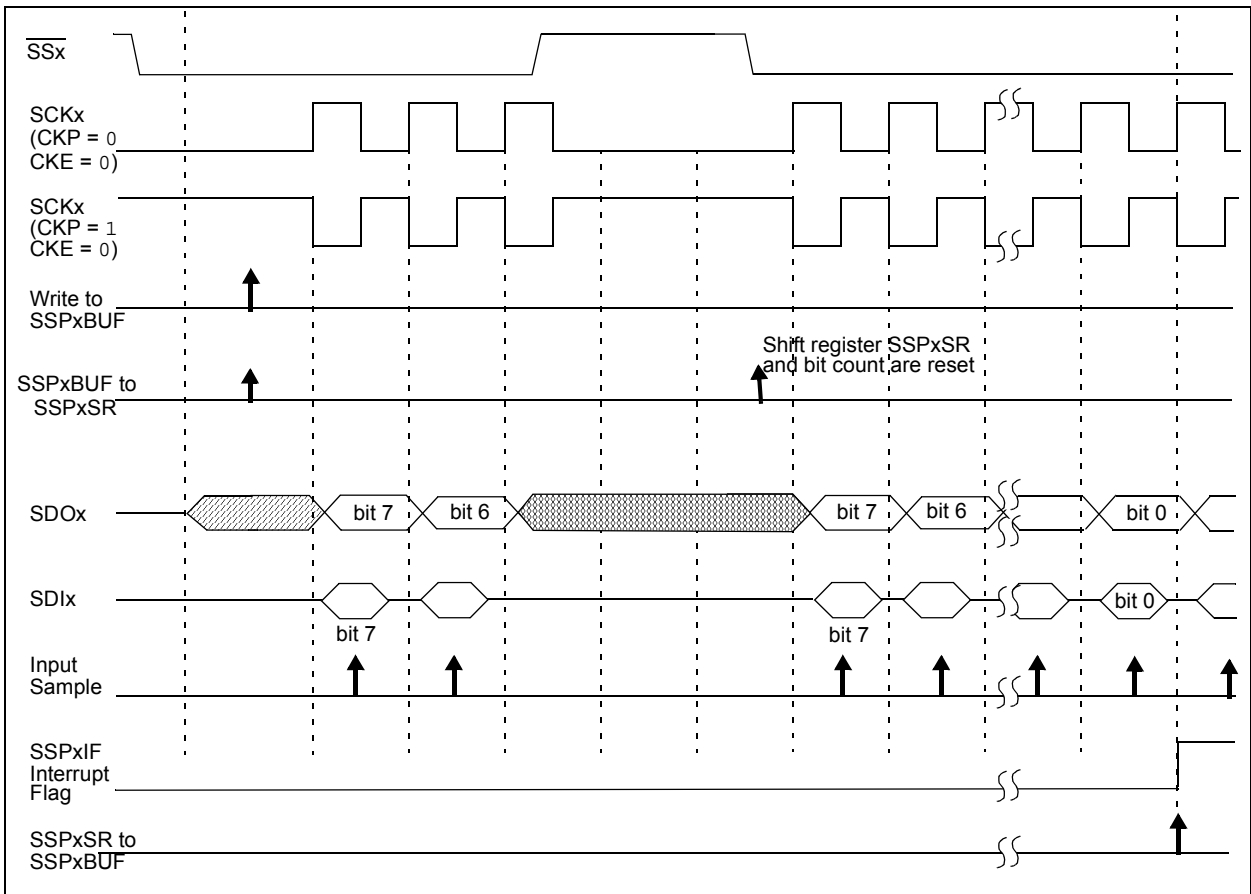 SSx
SCKx
(CKP = 0
CKE = 0)
SCKx
(CKP = 1
CKE = 0)
Write to
SSPxBUF
Shift register SSPxSR
and bit count are reset
SSPxBUF to
SSPxSR
SDOx
bit 7
bit 6
bit 7
bit 6
bit 0
SDIx
bit 0
bit 7
bit 7
Input
Sample
SSPxIF
Interrupt
Flag
SSPxSR to
SSPxBUF